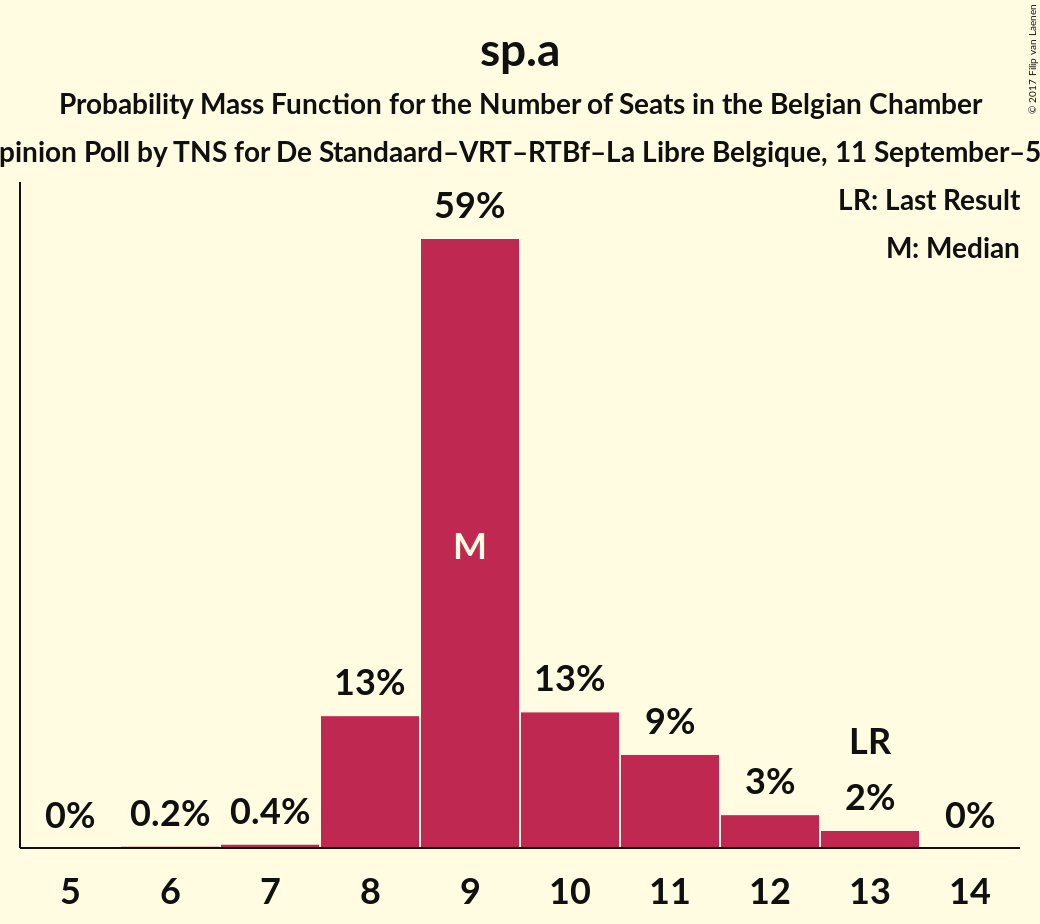 sp.a
Probability Mass Function for the Number of Seats in the Belgian Chamber
pinion Poll by TNS for De Standaard–VRT–RTBf–La Libre Belgique, 11 September–5
LR: Last Result
M: Median
59%
M
13%
13%
9%
LR
3%
2%
0%
0.2%
0.4%
0%
5 6 7 8 9 10 11 12 13 14
© 2017 Filip van Laenen